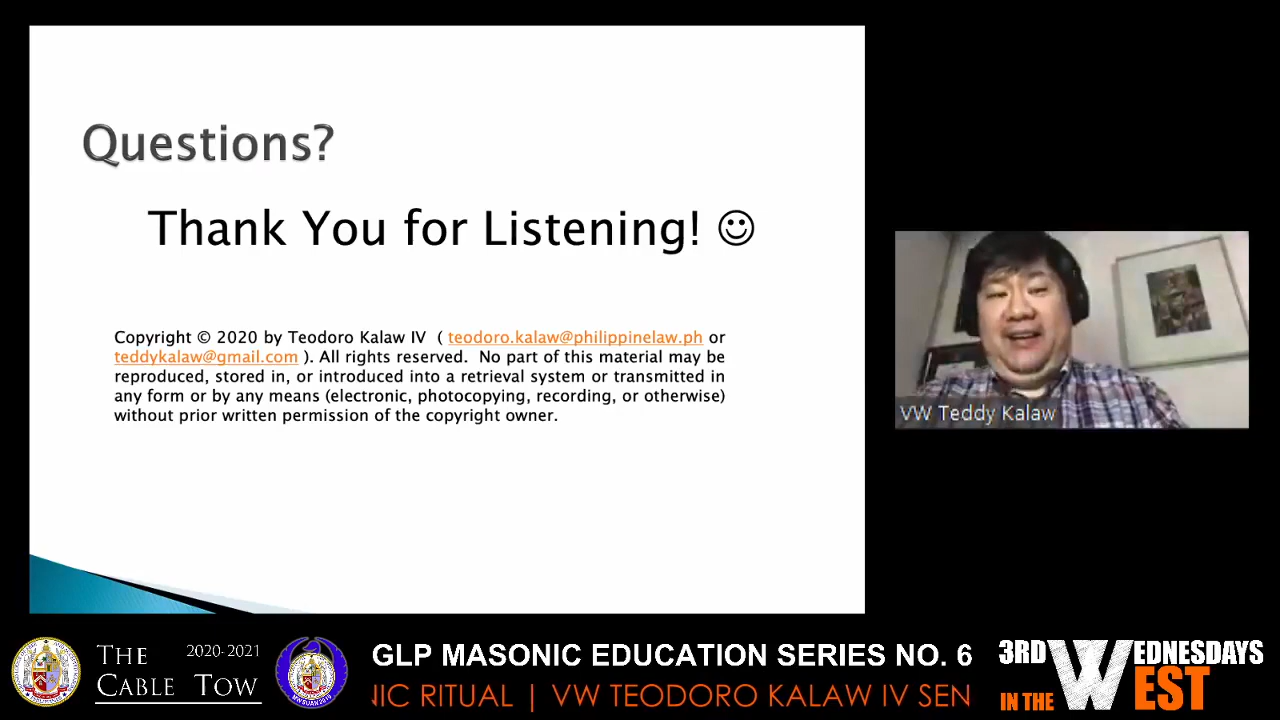 Questions?
Thank You for Listening! ☺
Copyright © 2020 by Teodoro Kalaw IV ( teodoro.kalaw@philippinelaw.ph or
teddykalaw@gmail.com ). All rights reserved. No part of this material may be
reproduced, stored in, or introduced into a retrieval system or transmitted in
any form or by any means (electronic, photocopying, recording, or otherwise)
without prior written permission of the copyright owner.
VW Teddy Kalaw
THE 2020-2021
CABLE TOW
GLP MASONIC EDUCATION SERIES NO. 6
NIC RITUAL | VW TEODORO KALAW IV SEN
3RD WEDNESDAYS
IN THE WEST